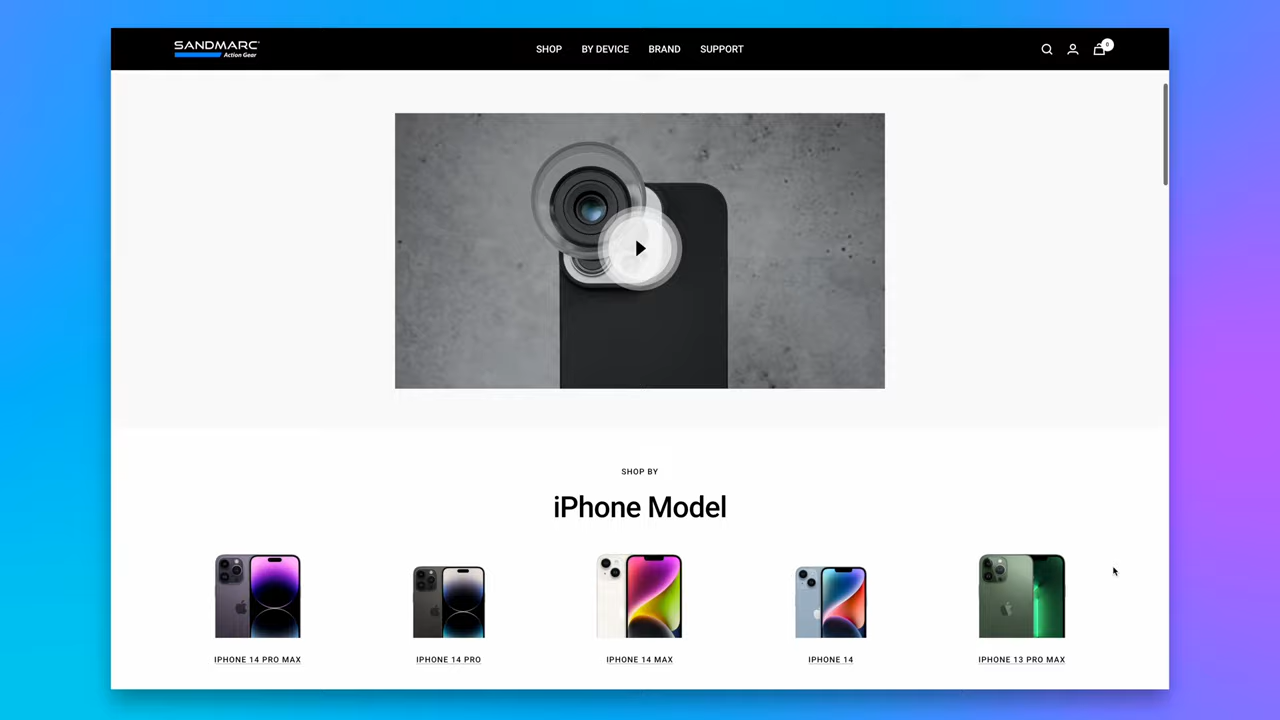 SANDMARC
Action Gear
SHOP BY DEVICE BRAND SUPPORT
0
SHOP BY
iPhone Model
IPHONE 14 PRO MAX IPHONE 14 PRO IPHONE 14 MAX IPHONE 14 IPHONE 13 PRO MAX